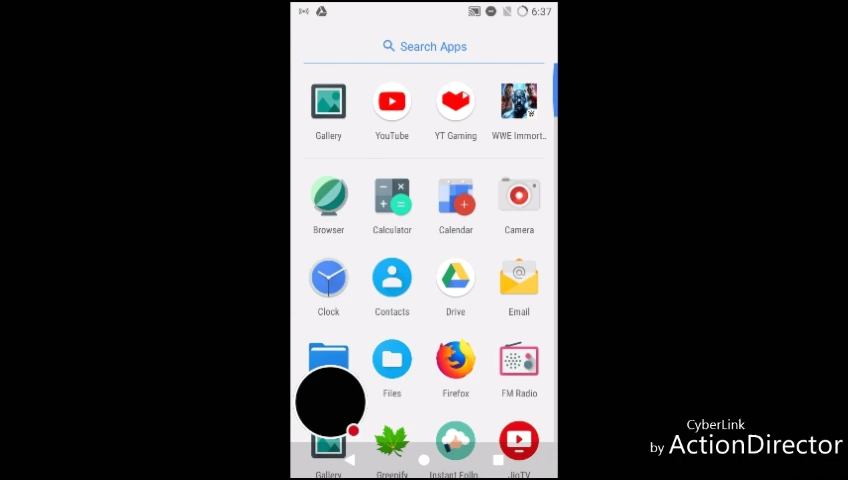 6:37
Search Apps
Gallery YouTube YT Gaming WWE Immort..
Browser Calculator Calendar Camera
Clock Contacts Drive Email
Files Firefox FM Radio
Gallery Greenify Instant Follo JioTV
CyberLink
by ActionDirector